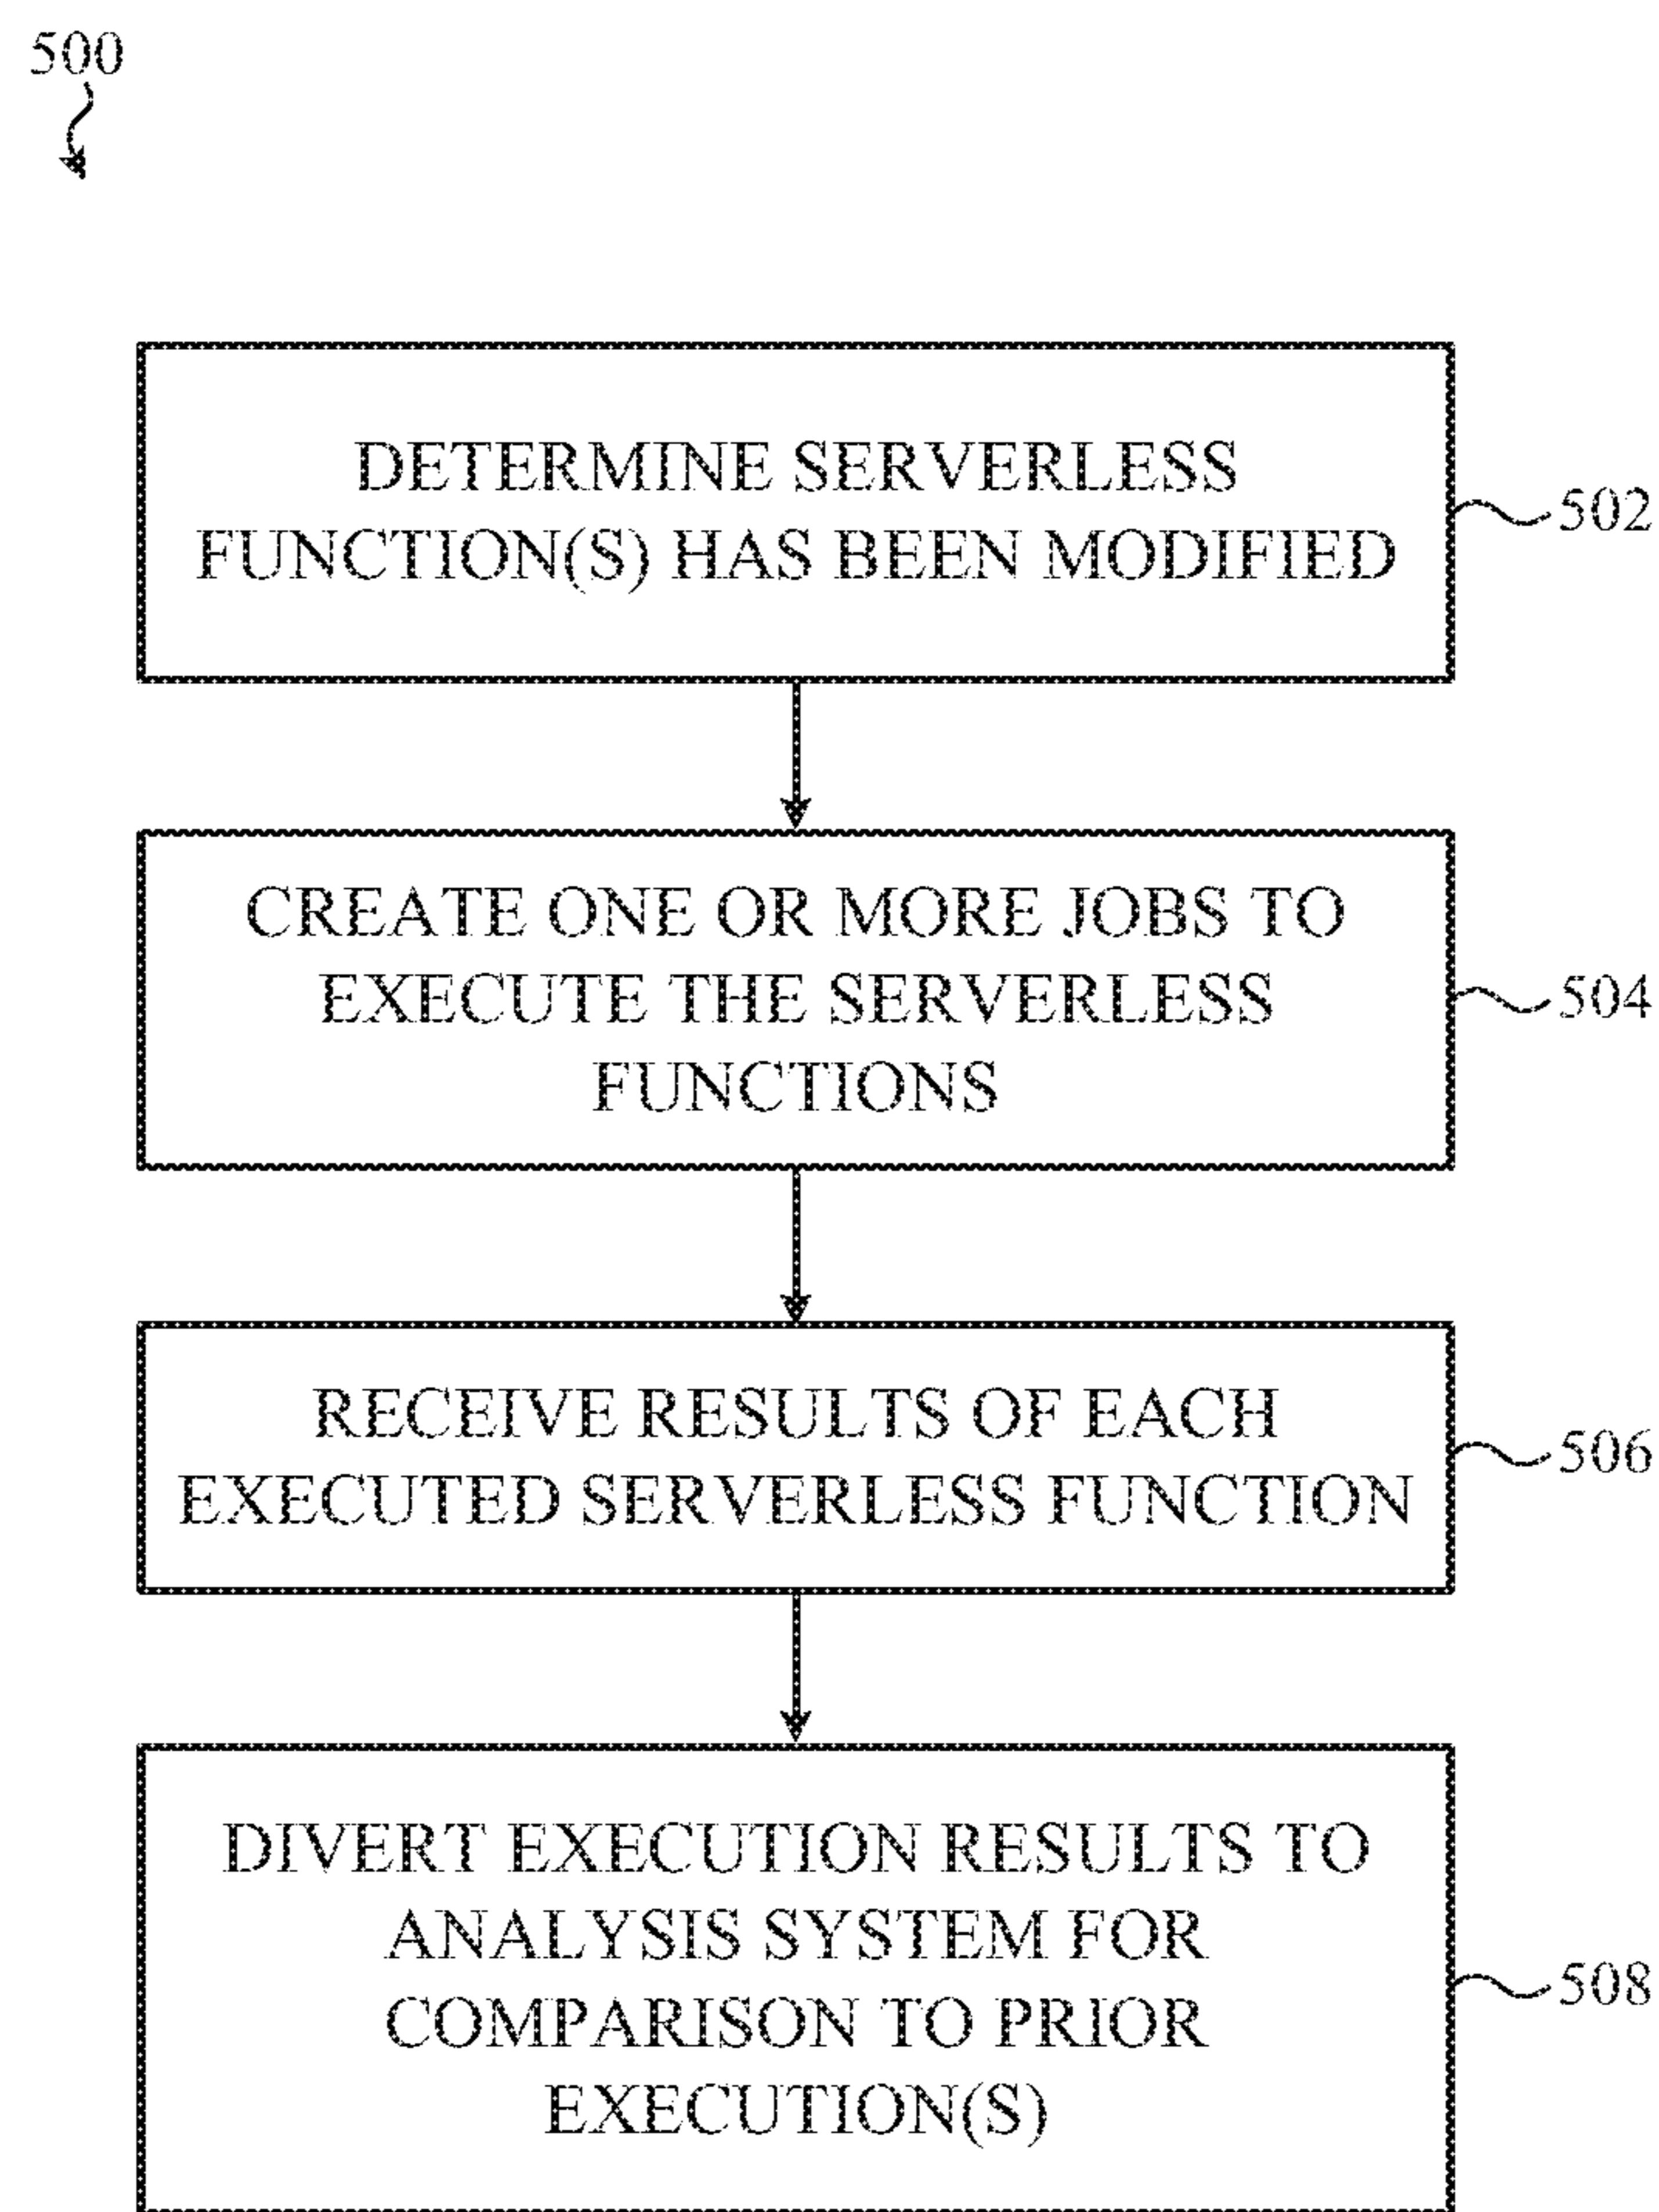 500
DETERMINE SERVERLESS
FUNCTION(S) HAS BEEN MODIFIED
502
CREATE ONE OR MORE JOBS TO
EXECUTE THE SERVERLESS
FUNCTIONS
504
RECEIVE RESULTS OF EACH
EXECUTED SERVERLESS FUNCTION
506
DIVERT EXECUTION RESULTS TO
ANALYSIS SYSTEM FOR
COMPARISON TO PRIOR
EXECUTION(S)
508